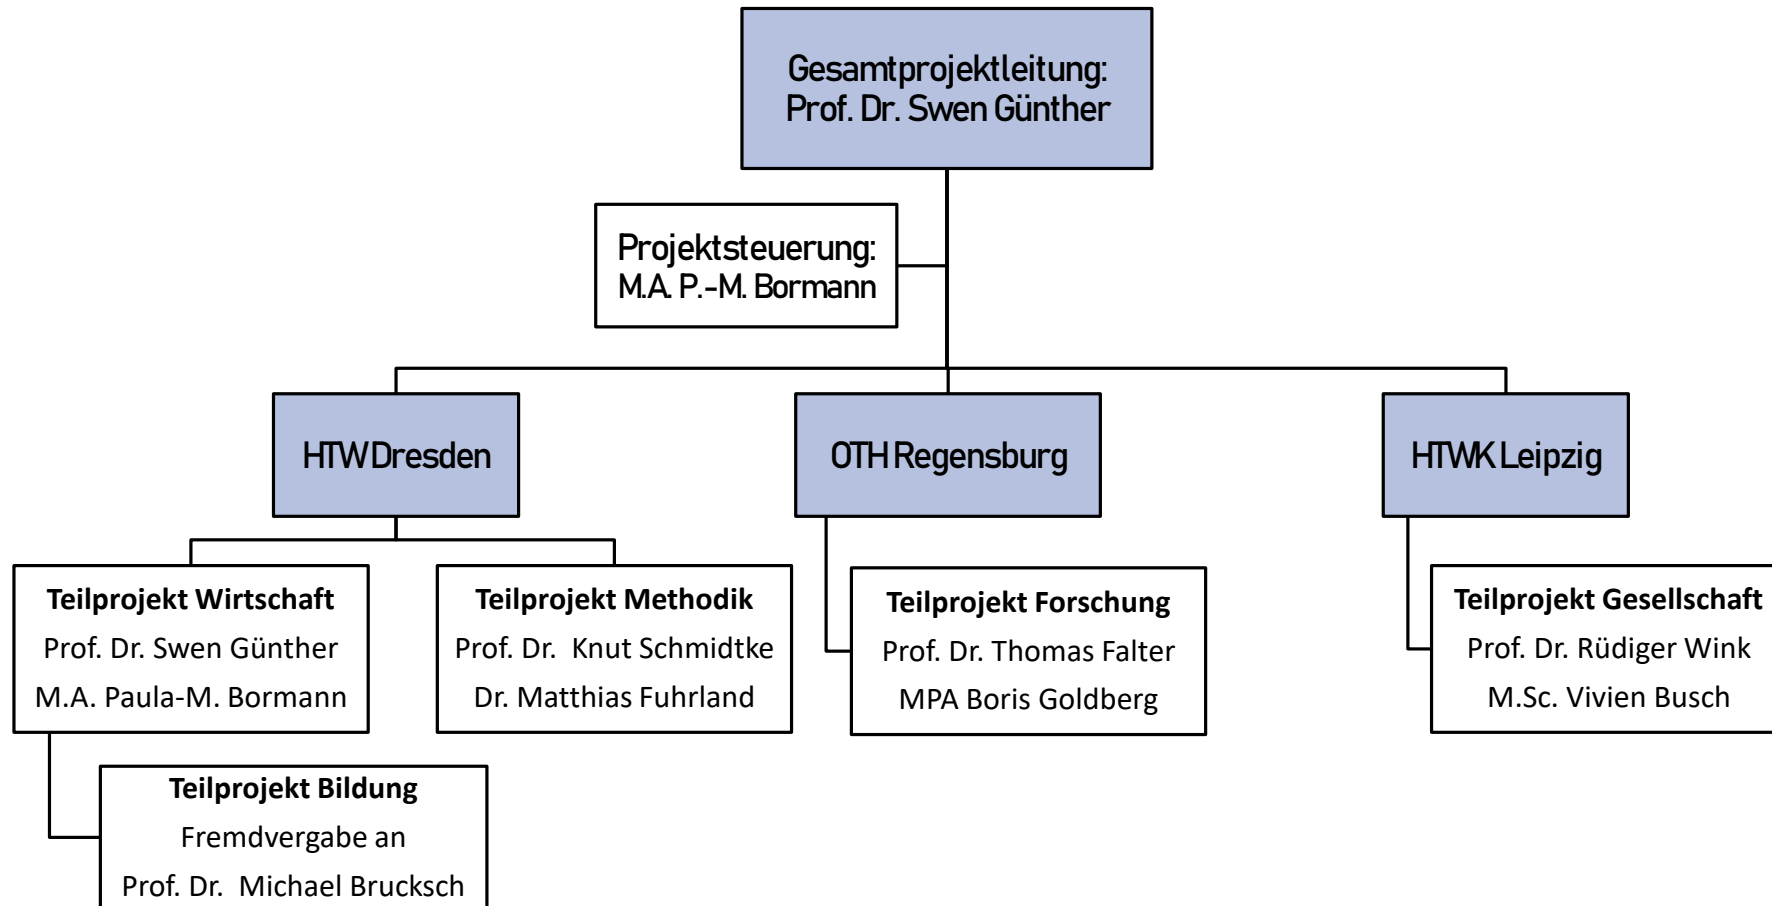 Gesamtprojektleitung:
Prof. Dr. Swen Günther
Projektsteuerung:
M.A. P.-M. Bormann
HTW Dresden
OTH Regensburg
HTWK Leipzig
Teilprojekt Wirtschaft
Prof. Dr. Swen Günther
M.A. Paula-M. Bormann
Teilprojekt Methodik
Prof. Dr.  Knut Schmidtke
Dr. Matthias Fuhrland
Teilprojekt Forschung
Prof. Dr. Thomas Falter
MPA Boris Goldberg
Teilprojekt Gesellschaft
Prof. Dr. Rüdiger Wink
M.Sc. Vivien Busch
Teilprojekt Bildung
Fremdvergabe an
Prof. Dr.  Michael Brucksch